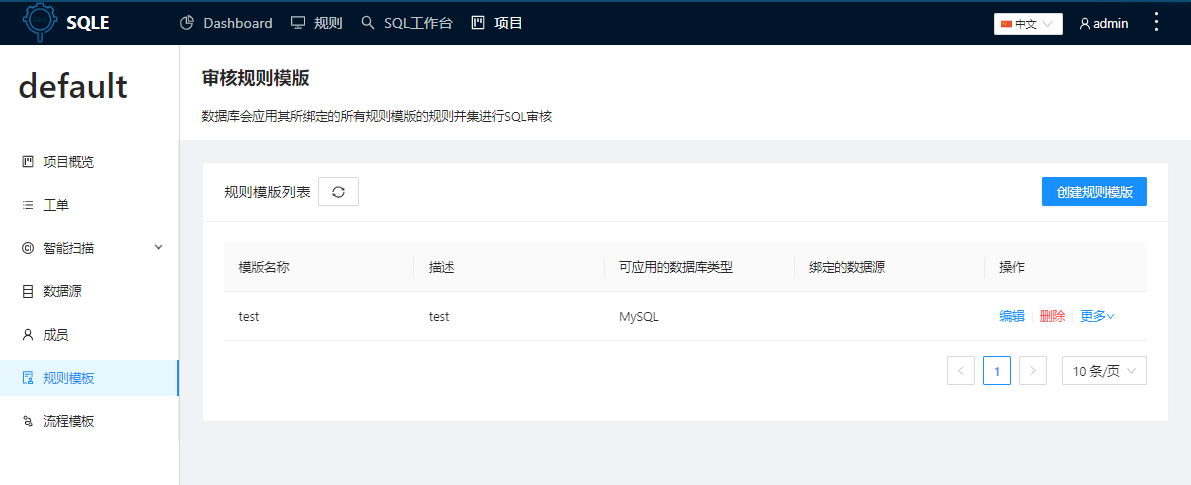 SQLE
Dashboard
规则
SQL工作台
项目
中文
admin
default
项目概览
工单
智能扫描
数据源
成员
规则模板
流程模板
审核规则模版
数据库会应用其所绑定的所有规则模版的规则并集进行SQL审核
规则模版列表
创建规则模版
模版名称 描述 可应用的数据库类型 绑定的数据源 操作
test test MySQL 编辑 删除 更多
1 10 条/页